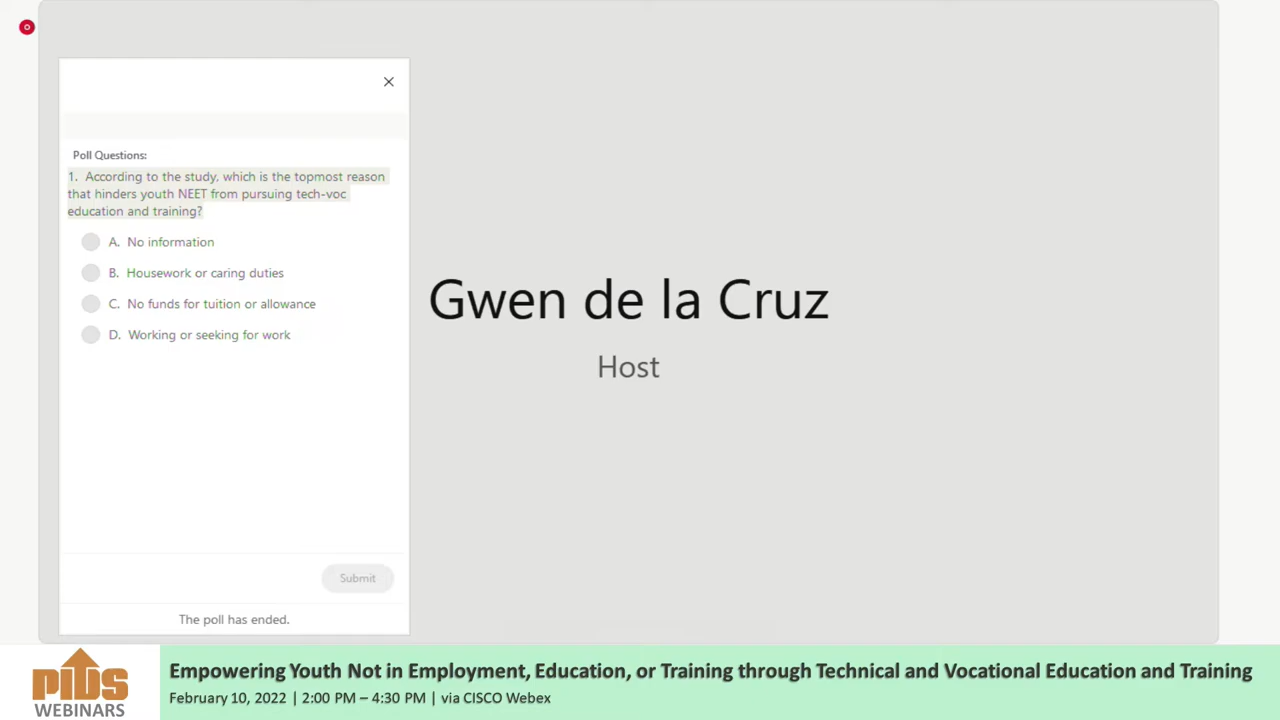 Poll Questions:
1. According to the study, which is the topmost reason
that hinders youth NEET from pursuing tech-voc
education and training?
A. No information
B. Housework or caring duties
C. No funds for tuition or allowance
D. Working or seeking for work
Submit
The poll has ended.
Gwen de la Cruz
Host
PIDS
WEBINARS
Empowering Youth Not in Employment, Education, or Training through Technical and Vocational Education and Training
February 10, 2022 | 2:00 PM – 4:30 PM | via CISCO Webex